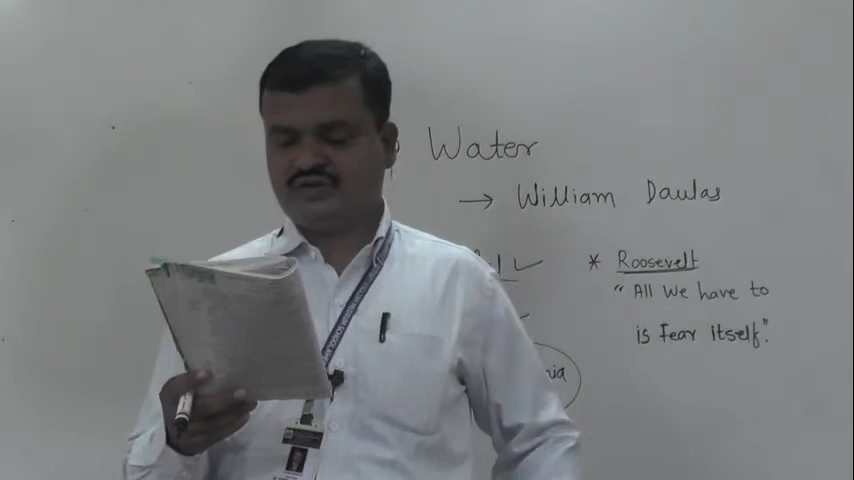 Water
→ William Daulas
* Roosevelt
"All We have to
is Fear itself."